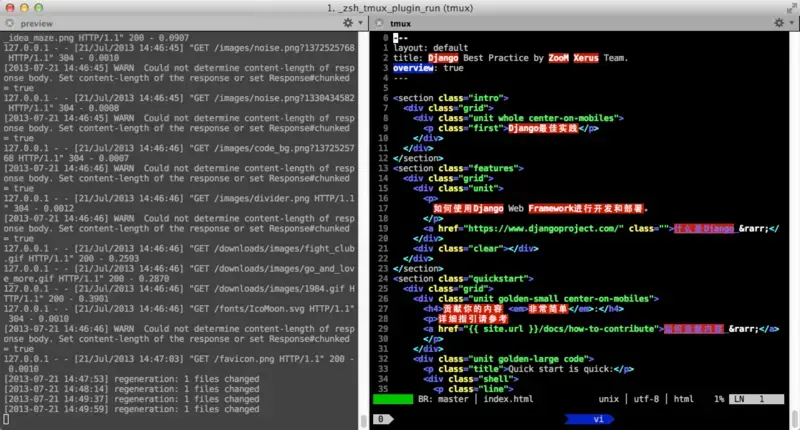 1. _zsh_tmux_plugin_run (tmux)
preview
_idea_maze.png HTTP/1.1" 200 - 0.0907
127.0.0.1 - - [21/Jul/2013 14:46:45] "GET /images/noise.png?1372525768
HTTP/1.1" 304 - 0.0010
[2013-07-21 14:46:45] WARN  Could not determine content-length of resp
onse body. Set content-length of the response or set Response#chunked
= true
127.0.0.1 - - [21/Jul/2013 14:46:45] "GET /images/noise.png?1330434582
HTTP/1.1" 304 - 0.0008
[2013-07-21 14:46:45] WARN  Could not determine content-length of resp
onse body. Set content-length of the response or set Response#chunked
= true
127.0.0.1 - - [21/Jul/2013 14:46:46] "GET /images/code_bg.png?13725257
68 HTTP/1.1" 304 - 0.0007
[2013-07-21 14:46:46] WARN  Could not determine content-length of resp
onse body. Set content-length of the response or set Response#chunked
= true
127.0.0.1 - - [21/Jul/2013 14:46:46] "GET /images/divider.png HTTP/1.1
" 304 - 0.0012
[2013-07-21 14:46:46] WARN  Could not determine content-length of resp
onse body. Set content-length of the response or set Response#chunked
= true
127.0.0.1 - - [21/Jul/2013 14:46:46] "GET /downloads/images/fight_club
.gif HTTP/1.1" 200 - 0.2593
127.0.0.1 - - [21/Jul/2013 14:46:46] "GET /downloads/images/go_and_lov
e_more.gif HTTP/1.1" 200 - 0.2870
127.0.0.1 - - [21/Jul/2013 14:46:46] "GET /downloads/images/1984.gif H
TTP/1.1" 200 - 0.3901
127.0.0.1 - - [21/Jul/2013 14:46:46] "GET /fonts/IcoMoon.svg HTTP/1.1"
304 - 0.0010
[2013-07-21 14:46:46] WARN  Could not determine content-length of resp
onse body. Set content-length of the response or set Response#chunked
= true
127.0.0.1 - - [21/Jul/2013 14:47:03] "GET /favicon.png HTTP/1.1" 200 -
0.0010
[2013-07-21 14:47:53] regeneration: 1 files changed
[2013-07-21 14:48:14] regeneration: 1 files changed
[2013-07-21 14:49:37] regeneration: 1 files changed
[2013-07-21 14:49:59] regeneration: 1 files changed
tmux
---
1 layout: default
2 title: Django Best Practice by ZooM Xerus Team.
3 overview: true
4 ---
5
6 <section class="intro">
7 <div class="grid">
8 <div class="unit whole center-on-mobiles">
9 <p class="first">Django最佳实践</p>
10 </div>
11 </div>
12 </section>
13 <section class="features">
14 <div class="grid">
15 <div class="unit">
16 <p>
17 如何使用Django Web Framework进行开发和部署.
18 </p>
19 <a href="https://www.djangoproject.com/" class="">什么是Django &rarr;</
21 </div>
20 <div class="clear"></div>
22 </div>
23 </section>
24 <section class="quickstart">
25 <div class="grid">
26 <div class="unit golden-small center-on-mobiles">
27 <h4>贡献你的内容 <em>非常简单</em>:</h4>
28 <p>详细指引请参考
29 <a href="{{ site.url }}/docs/how-to-contribute">如何贡献内容 &rarr;</a
30 </p>
31 </div>
32 <div class="unit golden-large code">
33 <p class="title">Quick start is quick:</p>
34 <div class="shell">
35 <p class="line">
BR: master | index.html unix | utf-8 | html 1% LN 1
0 vi